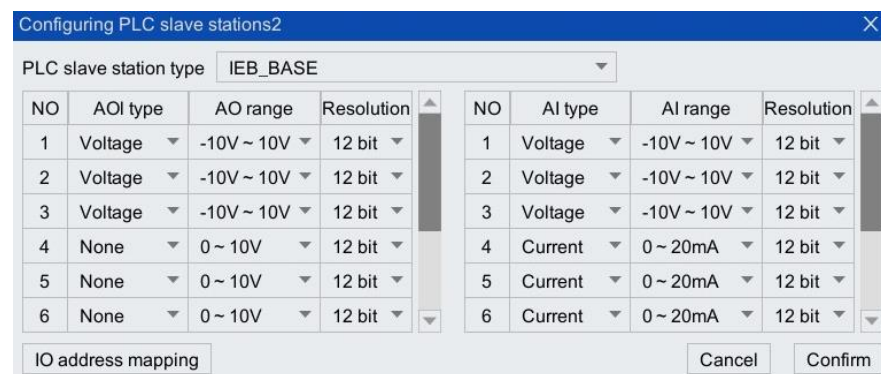 Configuring PLC slave stations2
PLC slave station type IEB_BASE
NO AOI type AO range Resolution NO AI type AI range Resolution
1 Voltage -10V ~ 10V 12 bit 1 Voltage -10V ~ 10V 12 bit
2 Voltage -10V ~ 10V 12 bit 2 Voltage -10V ~ 10V 12 bit
3 Voltage -10V ~ 10V 12 bit 3 Voltage -10V ~ 10V 12 bit
4 None 0 ~ 10V 12 bit 4 Current 0 ~ 20mA 12 bit
5 None 0 ~ 10V 12 bit 5 Current 0 ~ 20mA 12 bit
6 None 0 ~ 10V 12 bit 6 Current 0 ~ 20mA 12 bit
IO address mapping Cancel Confirm